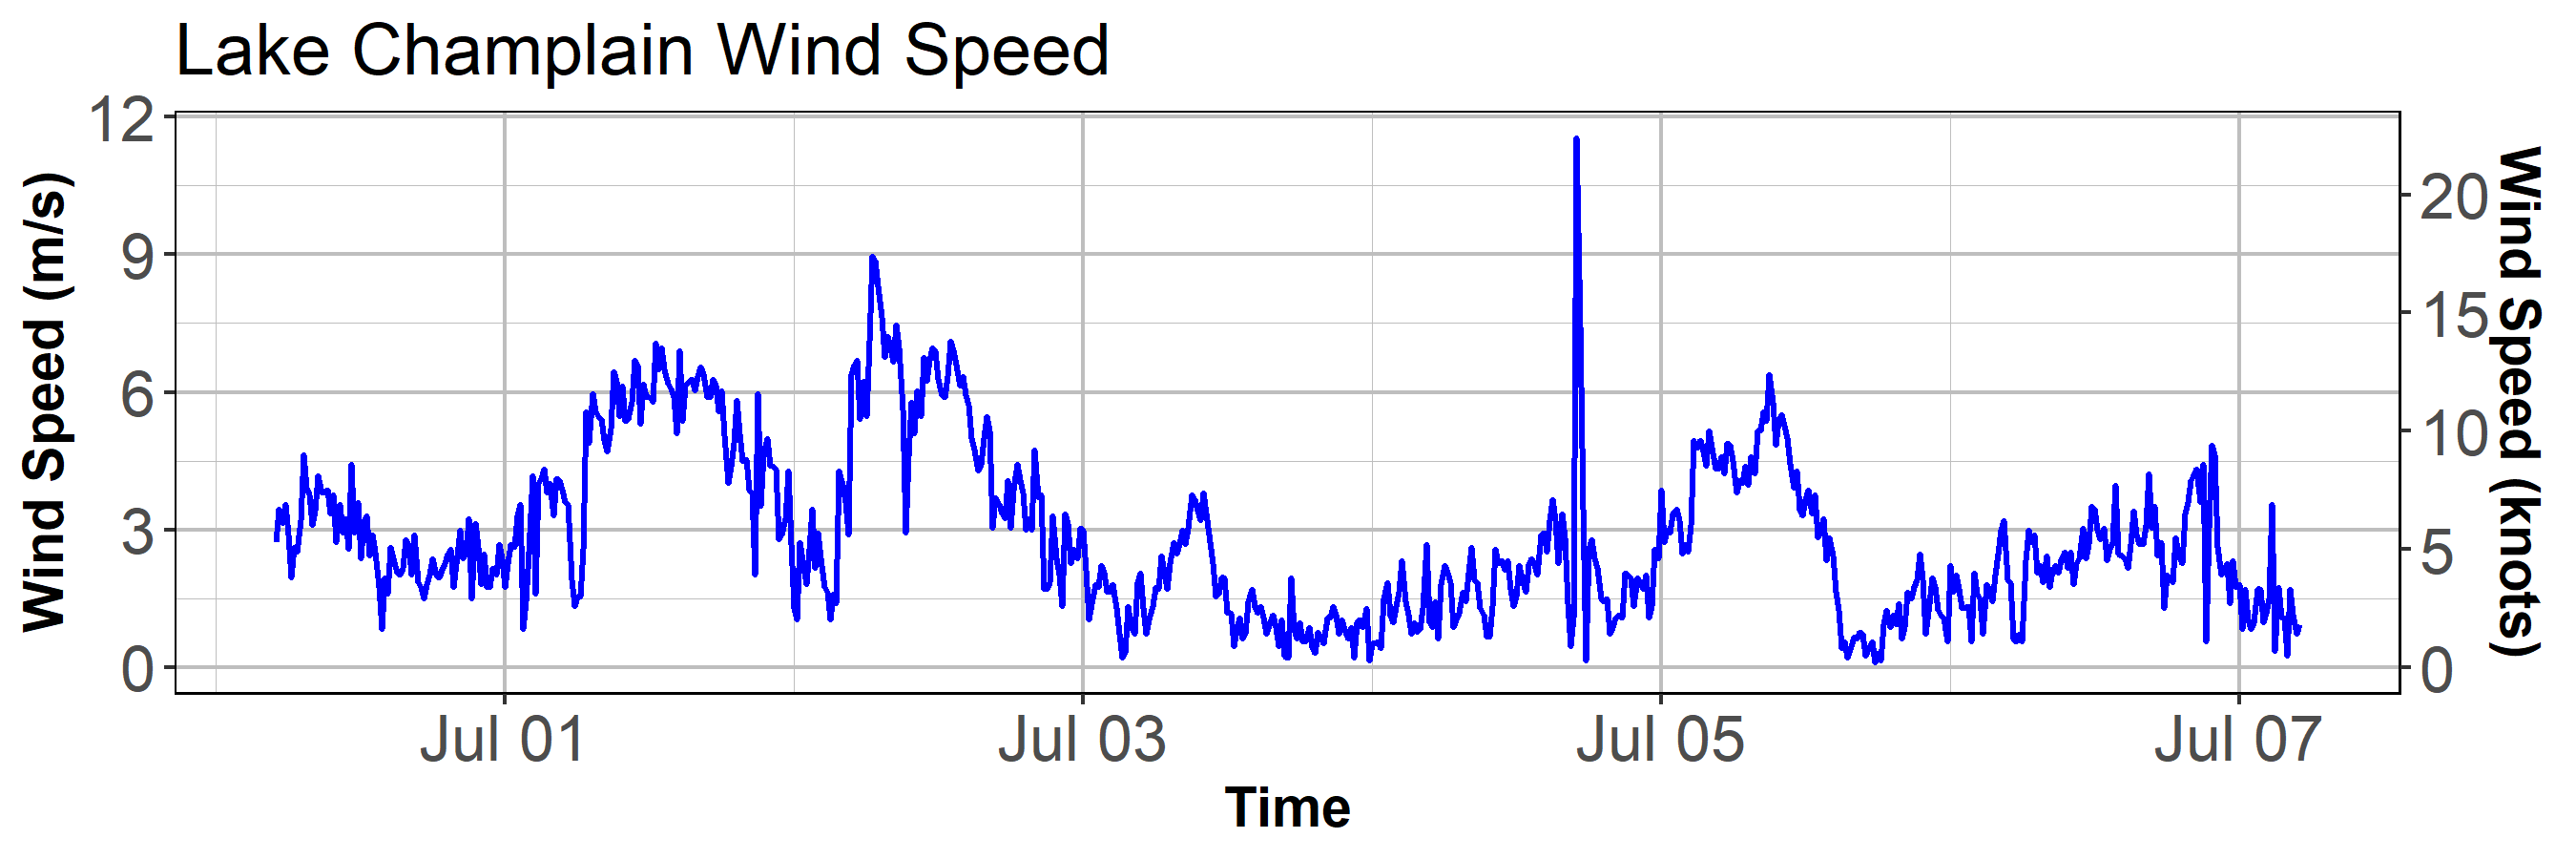 Lake Champlain Wind Speed
Wind Speed (m/s)
12
9
6
3
0
Wind Speed (knots)
20
15
10
5
0
Jul 01 Jul 03 Jul 05 Jul 07
Time